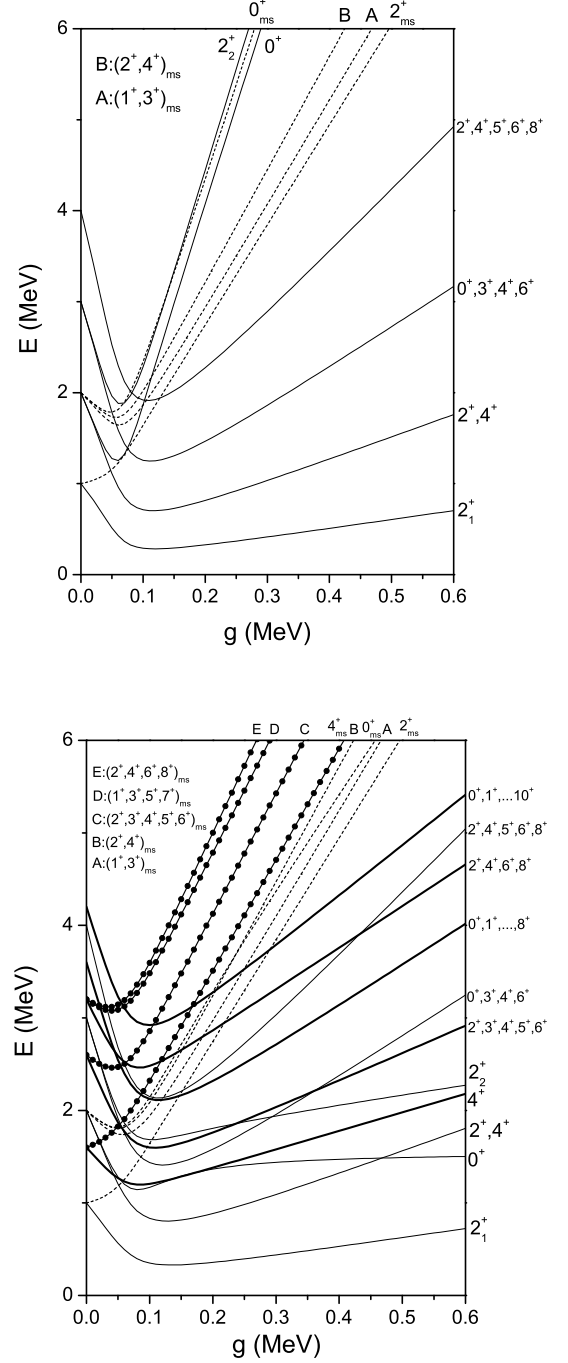 0⁺ms
2⁺₂ 0⁺ B A 2⁺ms
6
B:(2⁺,4⁺)ms
A:(1⁺,3⁺)ms
2⁺,4⁺,5⁺,6⁺,8⁺
4
0⁺,3⁺,4⁺,6⁺
E (MeV)
2
2⁺,4⁺
2⁺₁
0
0.0 0.1 0.2 0.3 0.4 0.5 0.6
g (MeV)
E D C 4⁺ms B 0⁺ms A 2⁺ms
6
E:(2⁺,4⁺,6⁺,8⁺)ms
D:(1⁺,3⁺,5⁺,7⁺)ms
C:(2⁺,3⁺,4⁺,5⁺,6⁺)ms
B:(2⁺,4⁺)ms
A:(1⁺,3⁺)ms
0⁺,1⁺,...10⁺
2⁺,4⁺,5⁺,6⁺,8⁺
2⁺,4⁺,6⁺,8⁺
4
0⁺,1⁺,...,8⁺
E (MeV)
0⁺,3⁺,4⁺,6⁺
2⁺,3⁺,4⁺,5⁺,6⁺
2⁺₂
4⁺
2
2⁺,4⁺
0⁺
2⁺₁
0
0.0 0.1 0.2 0.3 0.4 0.5 0.6
g (MeV)